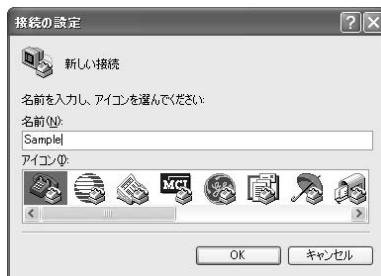 接続の設定
新しい接続
名前を入力し、アイコンを選んでください:
名前(N):
Sample
アイコン(I):
MCI
OK
キャンセル